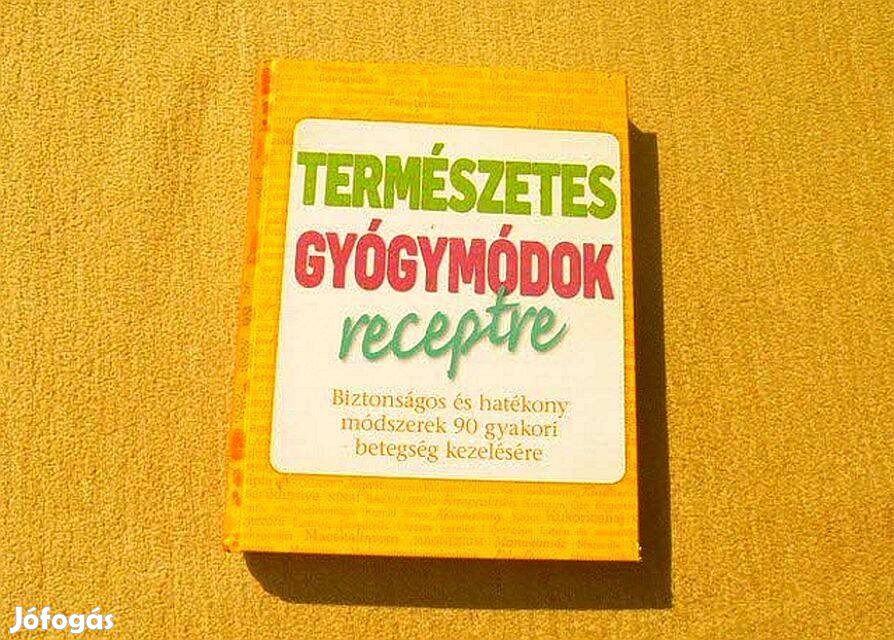 TERMÉSZETES
GYÓGYMÓDOK
receptre
Biztonságos és hatékony
módszerek 90 gyakori
betegség kezelésére
Jófogás